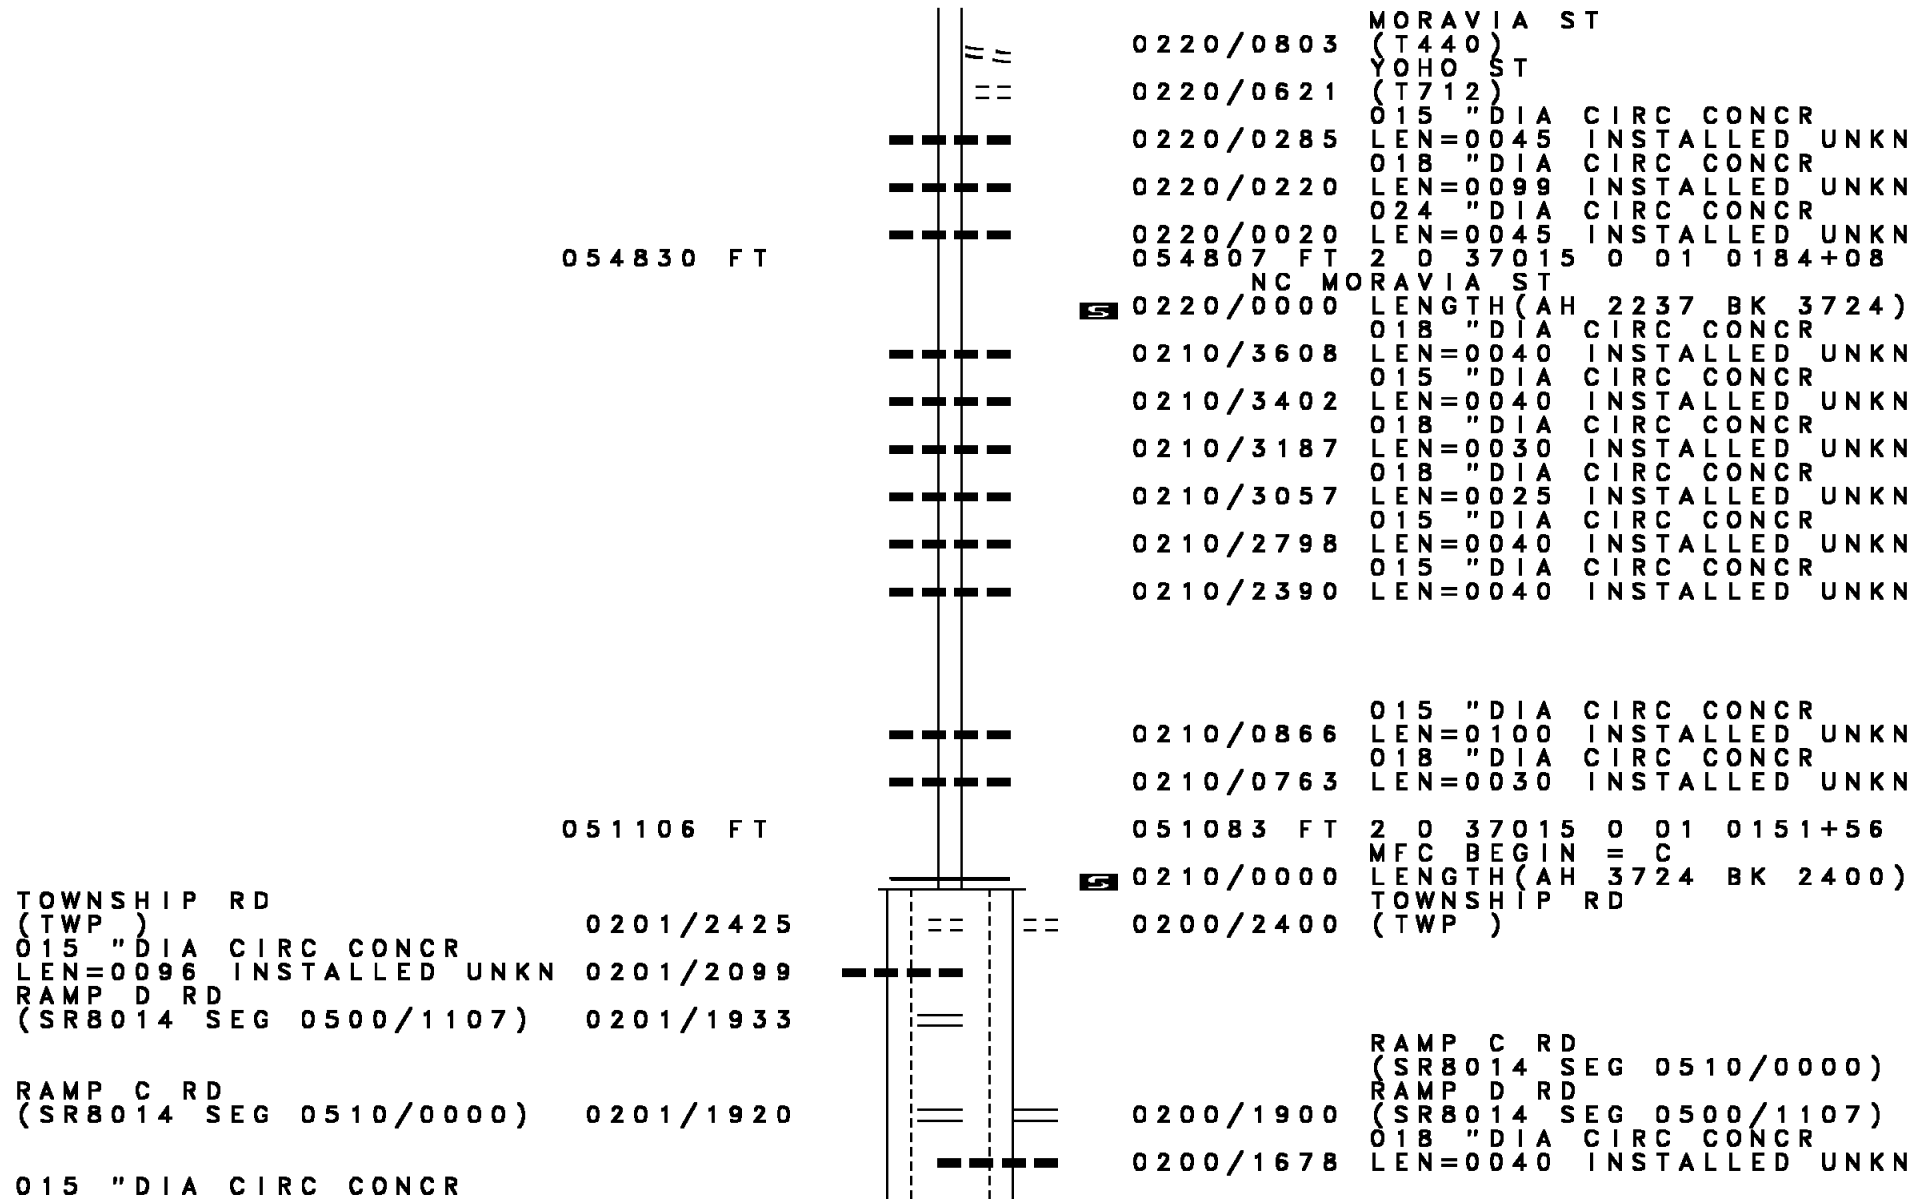 MORAVIA ST
0220/0803 (T440)
YOHO ST
0220/0621 (T712)
015 "DIA CIRC CONCR
0220/0285 LEN=0045 INSTALLED UNKN
018 "DIA CIRC CONCR
0220/0220 LEN=0099 INSTALLED UNKN
024 "DIA CIRC CONCR
0220/0020 LEN=0045 INSTALLED UNKN
054830 FT 054807 FT 2 0 37015 0 01 0184+08
NC MORAVIA ST
S 0220/0000 LENGTH(AH 2237 BK 3724)
018 "DIA CIRC CONCR
0210/3608 LEN=0040 INSTALLED UNKN
015 "DIA CIRC CONCR
0210/3402 LEN=0040 INSTALLED UNKN
018 "DIA CIRC CONCR
0210/3187 LEN=0030 INSTALLED UNKN
018 "DIA CIRC CONCR
0210/3057 LEN=0025 INSTALLED UNKN
015 "DIA CIRC CONCR
0210/2798 LEN=0040 INSTALLED UNKN
015 "DIA CIRC CONCR
0210/2390 LEN=0040 INSTALLED UNKN
015 "DIA CIRC CONCR
0210/0866 LEN=0100 INSTALLED UNKN
018 "DIA CIRC CONCR
0210/0763 LEN=0030 INSTALLED UNKN
051106 FT 051083 FT 2 0 37015 0 01 0151+56
MFC BEGIN = C
S 0210/0000 LENGTH(AH 3724 BK 2400)
TOWNSHIP RD TOWNSHIP RD
(TWP ) 0201/2425 0200/2400 (TWP )
015 "DIA CIRC CONCR
LEN=0096 INSTALLED UNKN 0201/2099
RAMP D RD
(SR8014 SEG 0500/1107) 0201/1933
RAMP C RD
(SR8014 SEG 0510/0000)
RAMP C RD RAMP D RD
(SR8014 SEG 0510/0000) 0201/1920 0200/1900 (SR8014 SEG 0500/1107)
018 "DIA CIRC CONCR
0200/1678 LEN=0040 INSTALLED UNKN
015 "DIA CIRC CONCR